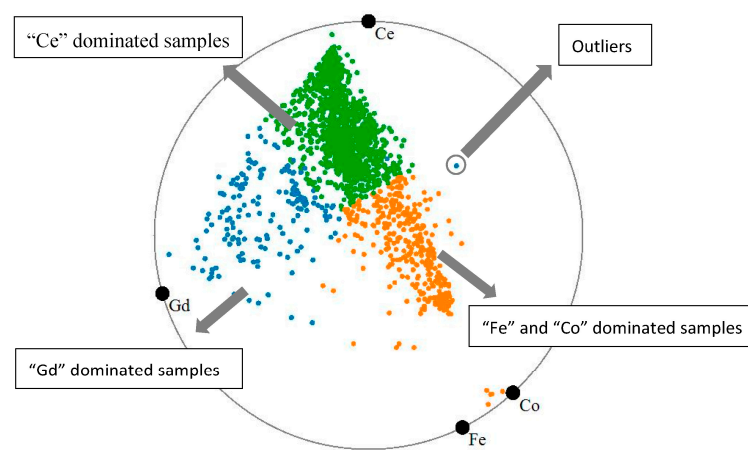 “Ce” dominated samples
Ce
Outliers
Gd
“Fe” and “Co” dominated samples
“Gd” dominated samples
Co
Fe